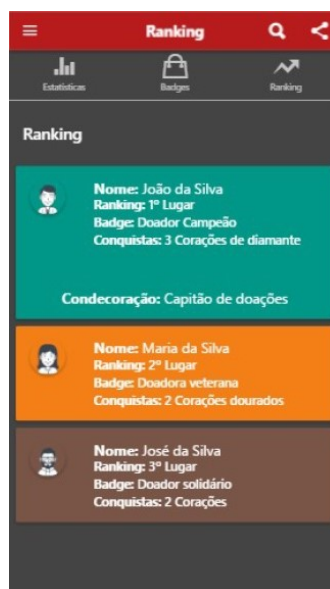 Ranking
Estatísticas
Badges
Ranking
Ranking
Nome: João da Silva
Ranking: 1º Lugar
Badge: Doador Campeão
Conquistas: 3 Corações de diamante
Condecoração: Capitão de doações
Nome: Maria da Silva
Ranking: 2º Lugar
Badge: Doadora veterana
Conquistas: 2 Corações dourados
Nome: José da Silva
Ranking: 3º Lugar
Badge: Doador solidário
Conquistas: 2 Corações